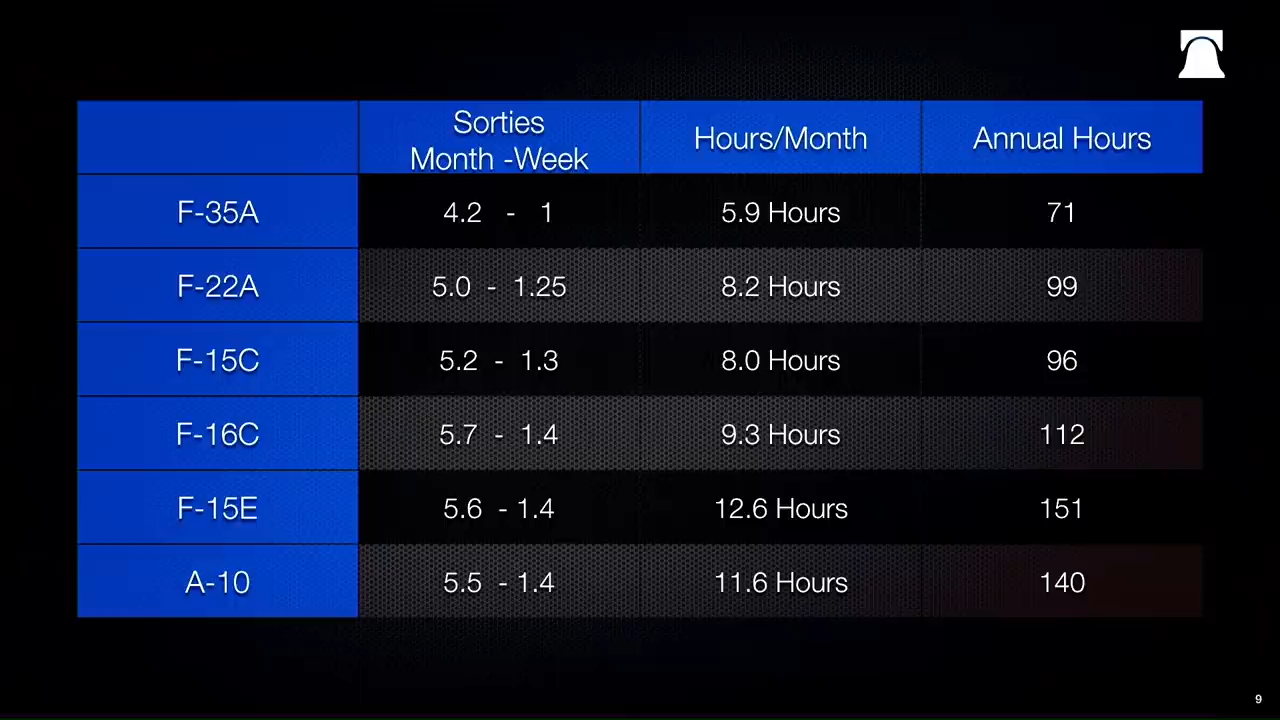 Sorties
Month -Week
Hours/Month
Annual Hours
F-35A 4.2 - 1 5.9 Hours 71
F-22A 5.0 - 1.25 8.2 Hours 99
F-15C 5.2 - 1.3 8.0 Hours 96
F-16C 5.7 - 1.4 9.3 Hours 112
F-15E 5.6 - 1.4 12.6 Hours 151
A-10 5.5 - 1.4 11.6 Hours 140
9